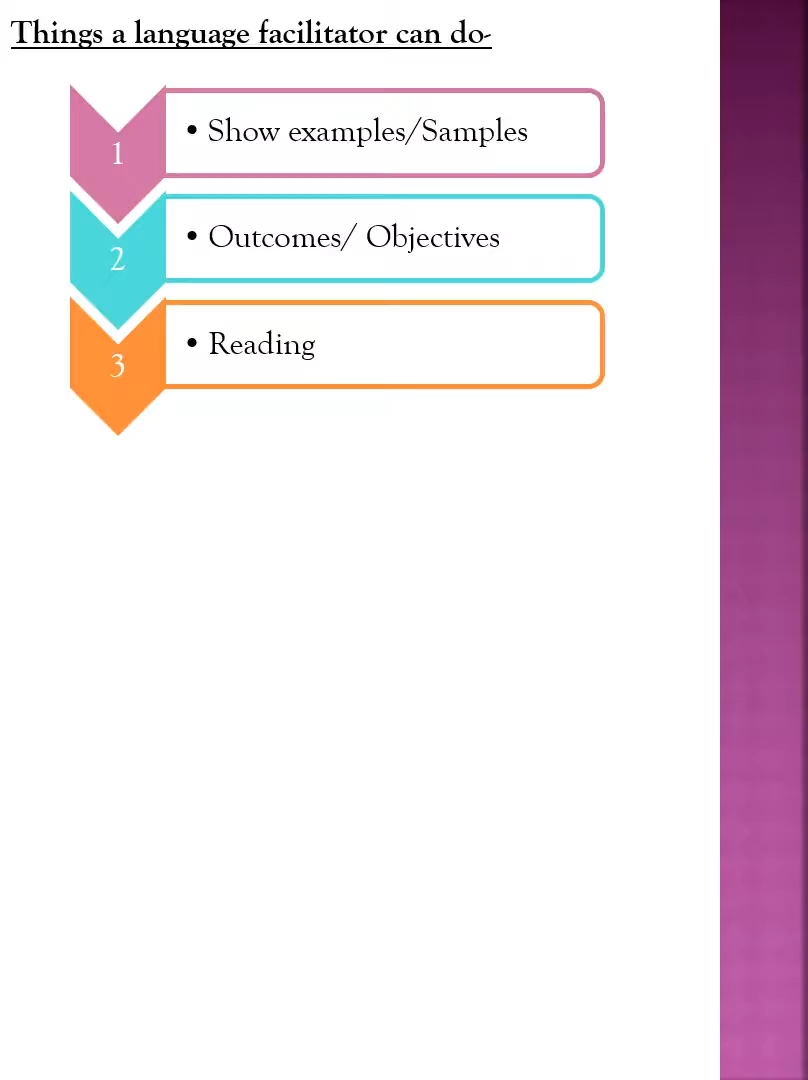 Things a language facilitator can do-
1
• Show examples/Samples
2
• Outcomes/ Objectives
3
• Reading